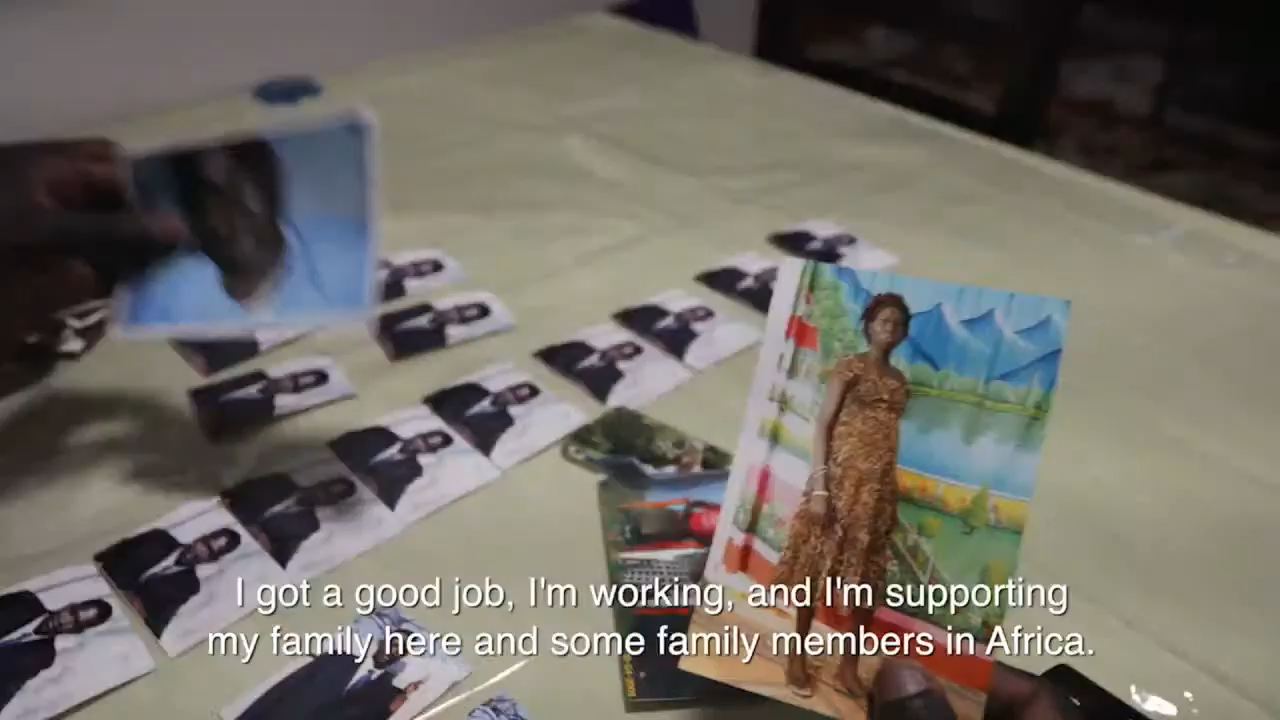 I got a good job, I'm working, and I'm supporting
my family here and some family members in Africa.